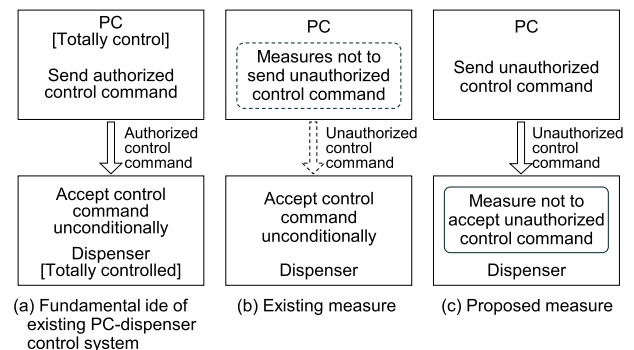 PC
[Totally control]
Send authorized
control command
Authorized
control
command
Accept control
command
unconditionally
Dispenser
[Totally controlled]
(a) Fundamental ide of
existing PC-dispenser
control system
PC
Measures not to
send unauthorized
control command
Unauthorized
control
command
Accept control
command
unconditionally
Dispenser
(b) Existing measure
PC
Send unauthorized
control command
Unauthorized
control
command
Measure not to
accept unauthorized
control command
Dispenser
(c) Proposed measure